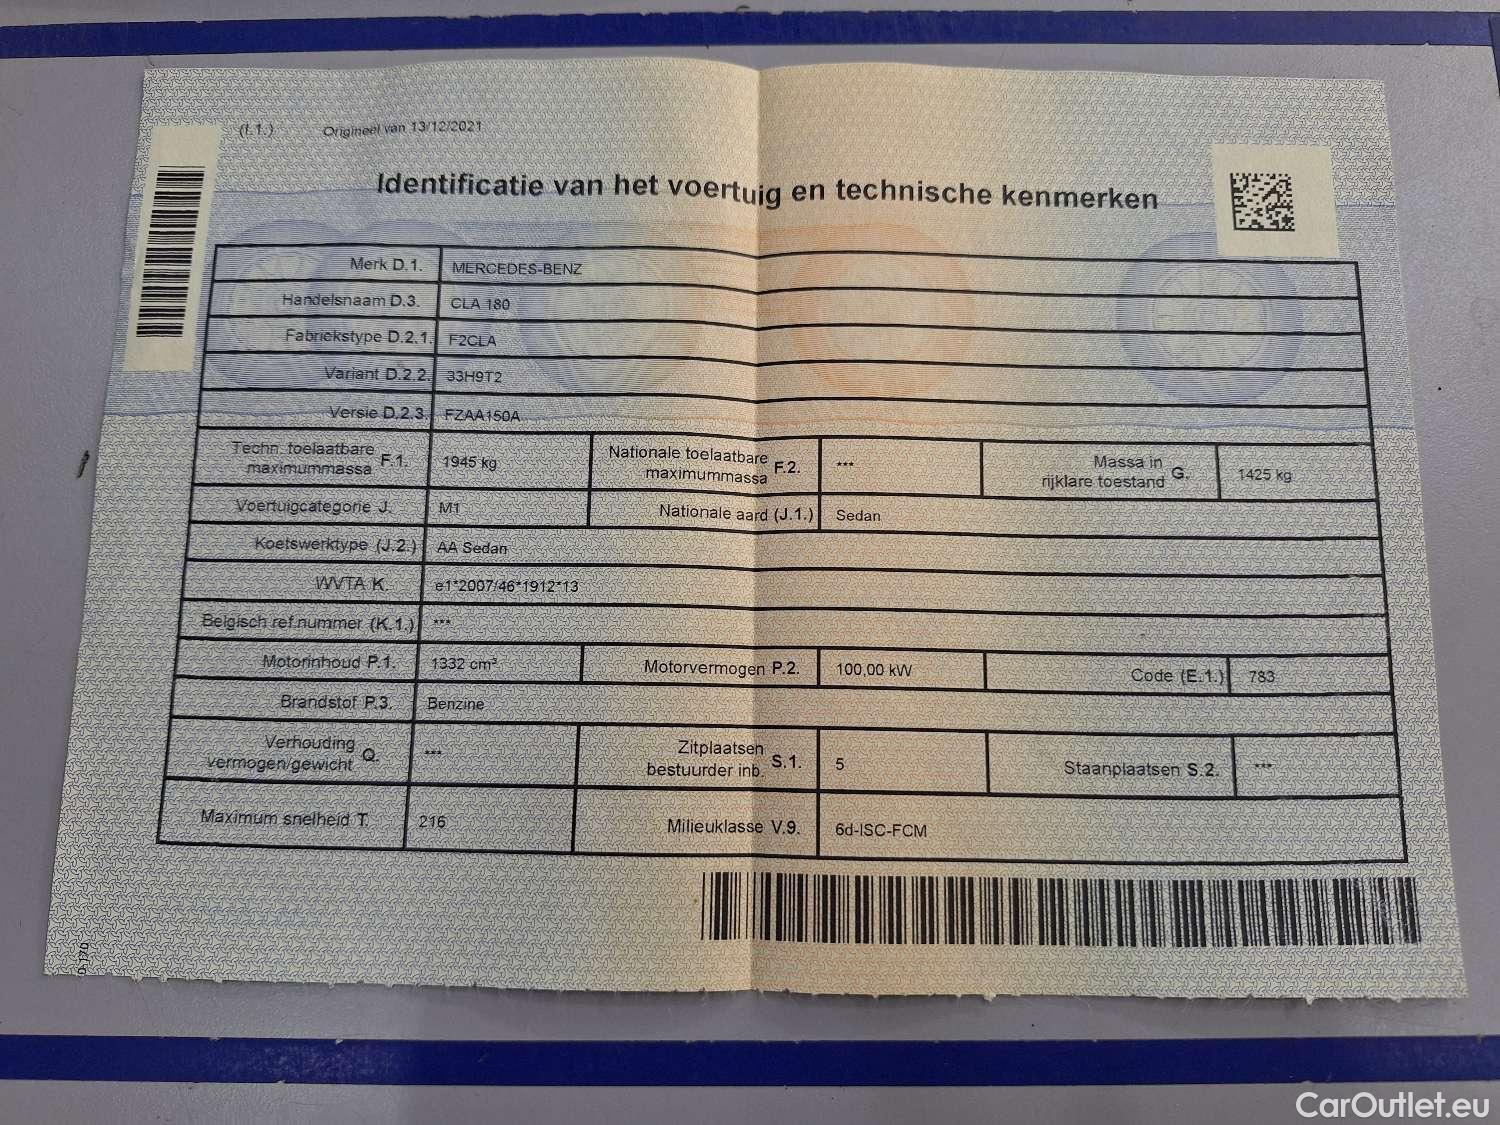 (I.1.) Origineel van 13/12/2021
Identificatie van het voertuig en technische kenmerken
Merk D.1. MERCEDES-BENZ
Handelsnaam D.3. CLA 180
Fabriekstype D.2.1. F2CLA
Variant D.2.2. 33H9T2
Versie D.2.3. FZAA150A
Techn. toelaatbare maximummassa F.1. 1945 kg Nationale toelaatbare maximummassa F.2. *** Massa in rijklare toestand G. 1425 kg
Voertuigcategorie J. M1 Nationale aard (J.1.) Sedan
Koetswerktype (J.2.) AA Sedan
WVTA K. e1*2007/46*1912*13
Belgisch ref.nummer (K.1.) ***
Motorinhoud P.1. 1332 cm³ Motorvermogen P.2. 100,00 kW Code (E.1.) 783
Brandstof P.3. Benzine
Verhouding vermogen/gewicht Q. *** Zitplaatsen bestuurder inb. S.1. 5 Staanplaatsen S.2. ***
Maximum snelheid T. 216 Milieuklasse V.9. 6d-ISC-FCM
CarOutlet.eu